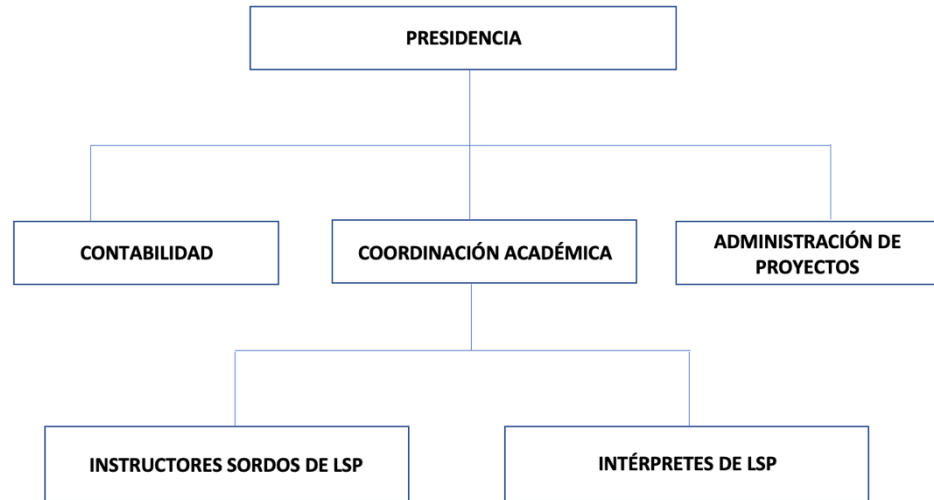 PRESIDENCIA
CONTABILIDAD
COORDINACIÓN ACADÉMICA
ADMINISTRACIÓN DE
PROYECTOS
INSTRUCTORES SORDOS DE LSP
INTÉRPRETES DE LSP